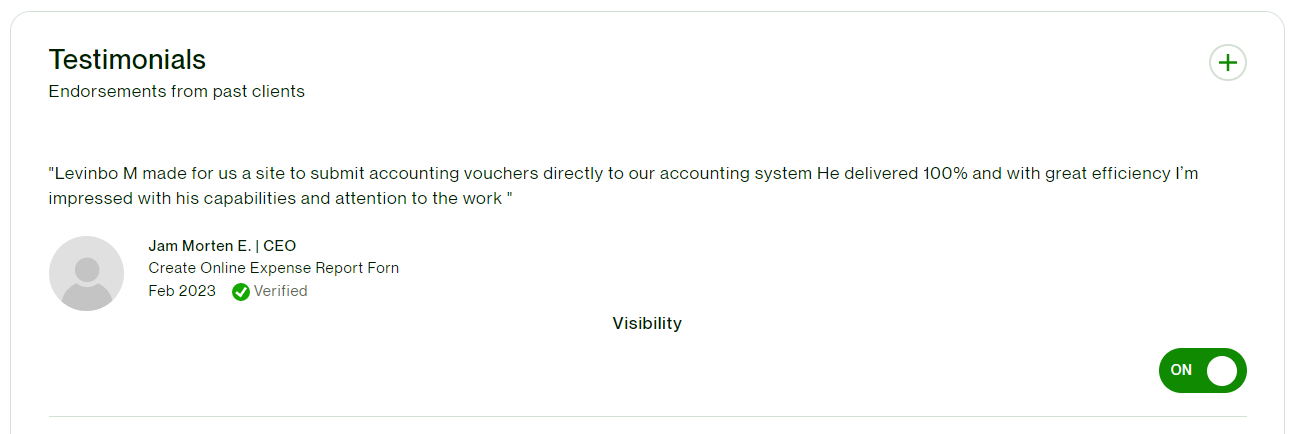 Testimonials
Endorsements from past clients
"Levinbo M made for us a site to submit accounting vouchers directly to our accounting system He delivered 100% and with great efficiency I’m
impressed with his capabilities and attention to the work "
Jam Morten E. | CEO
Create Online Expense Report Forn
Feb 2023 Verified
Visibility
ON